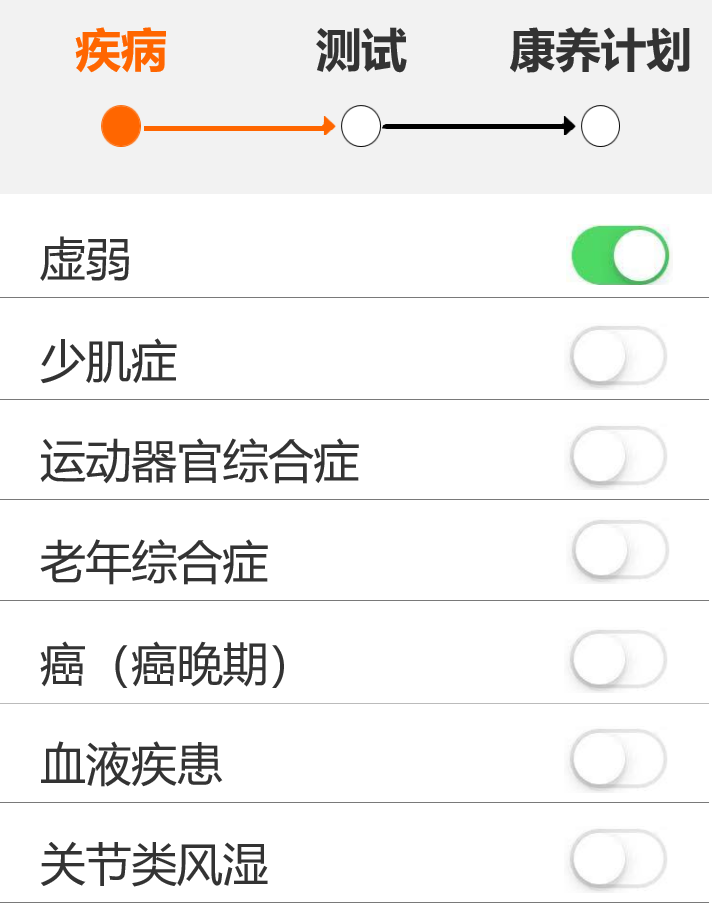 疾病 测试 康养计划
虚弱
少肌症
运动器官综合症
老年综合症
癌（癌晚期）
血液疾患
关节类风湿